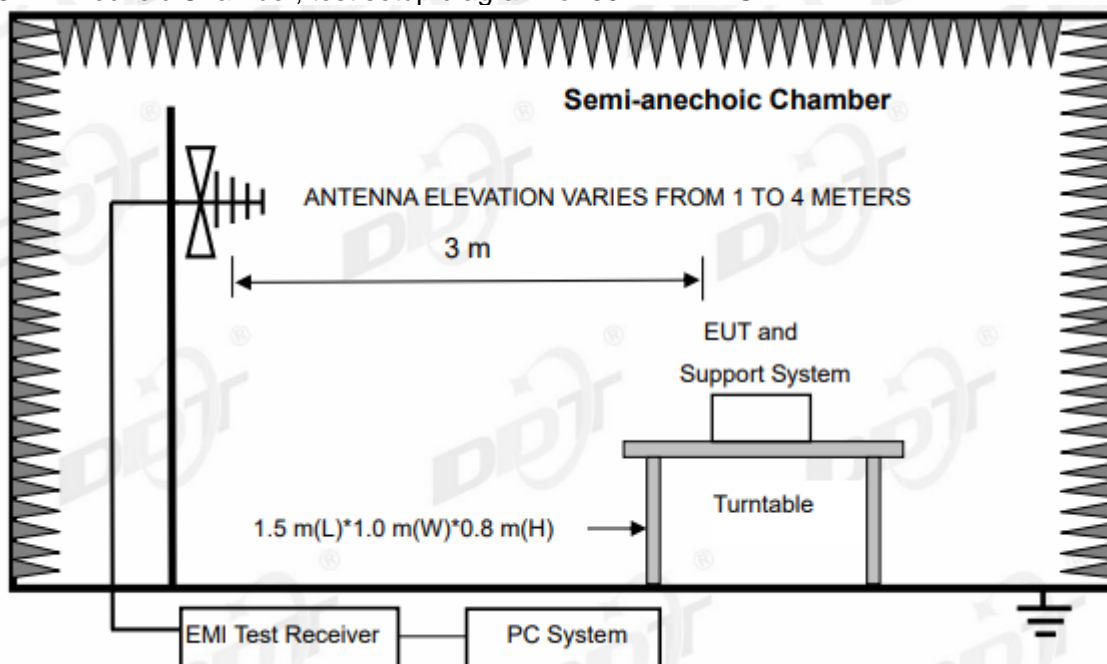 Semi-anechoic Chamber
ANTENNA ELEVATION VARIES FROM 1 TO 4 METERS
3 m
EUT and
Support System
Turntable
1.5 m(L)*1.0 m(W)*0.8 m(H)
EMI Test Receiver
PC System
DDT
®